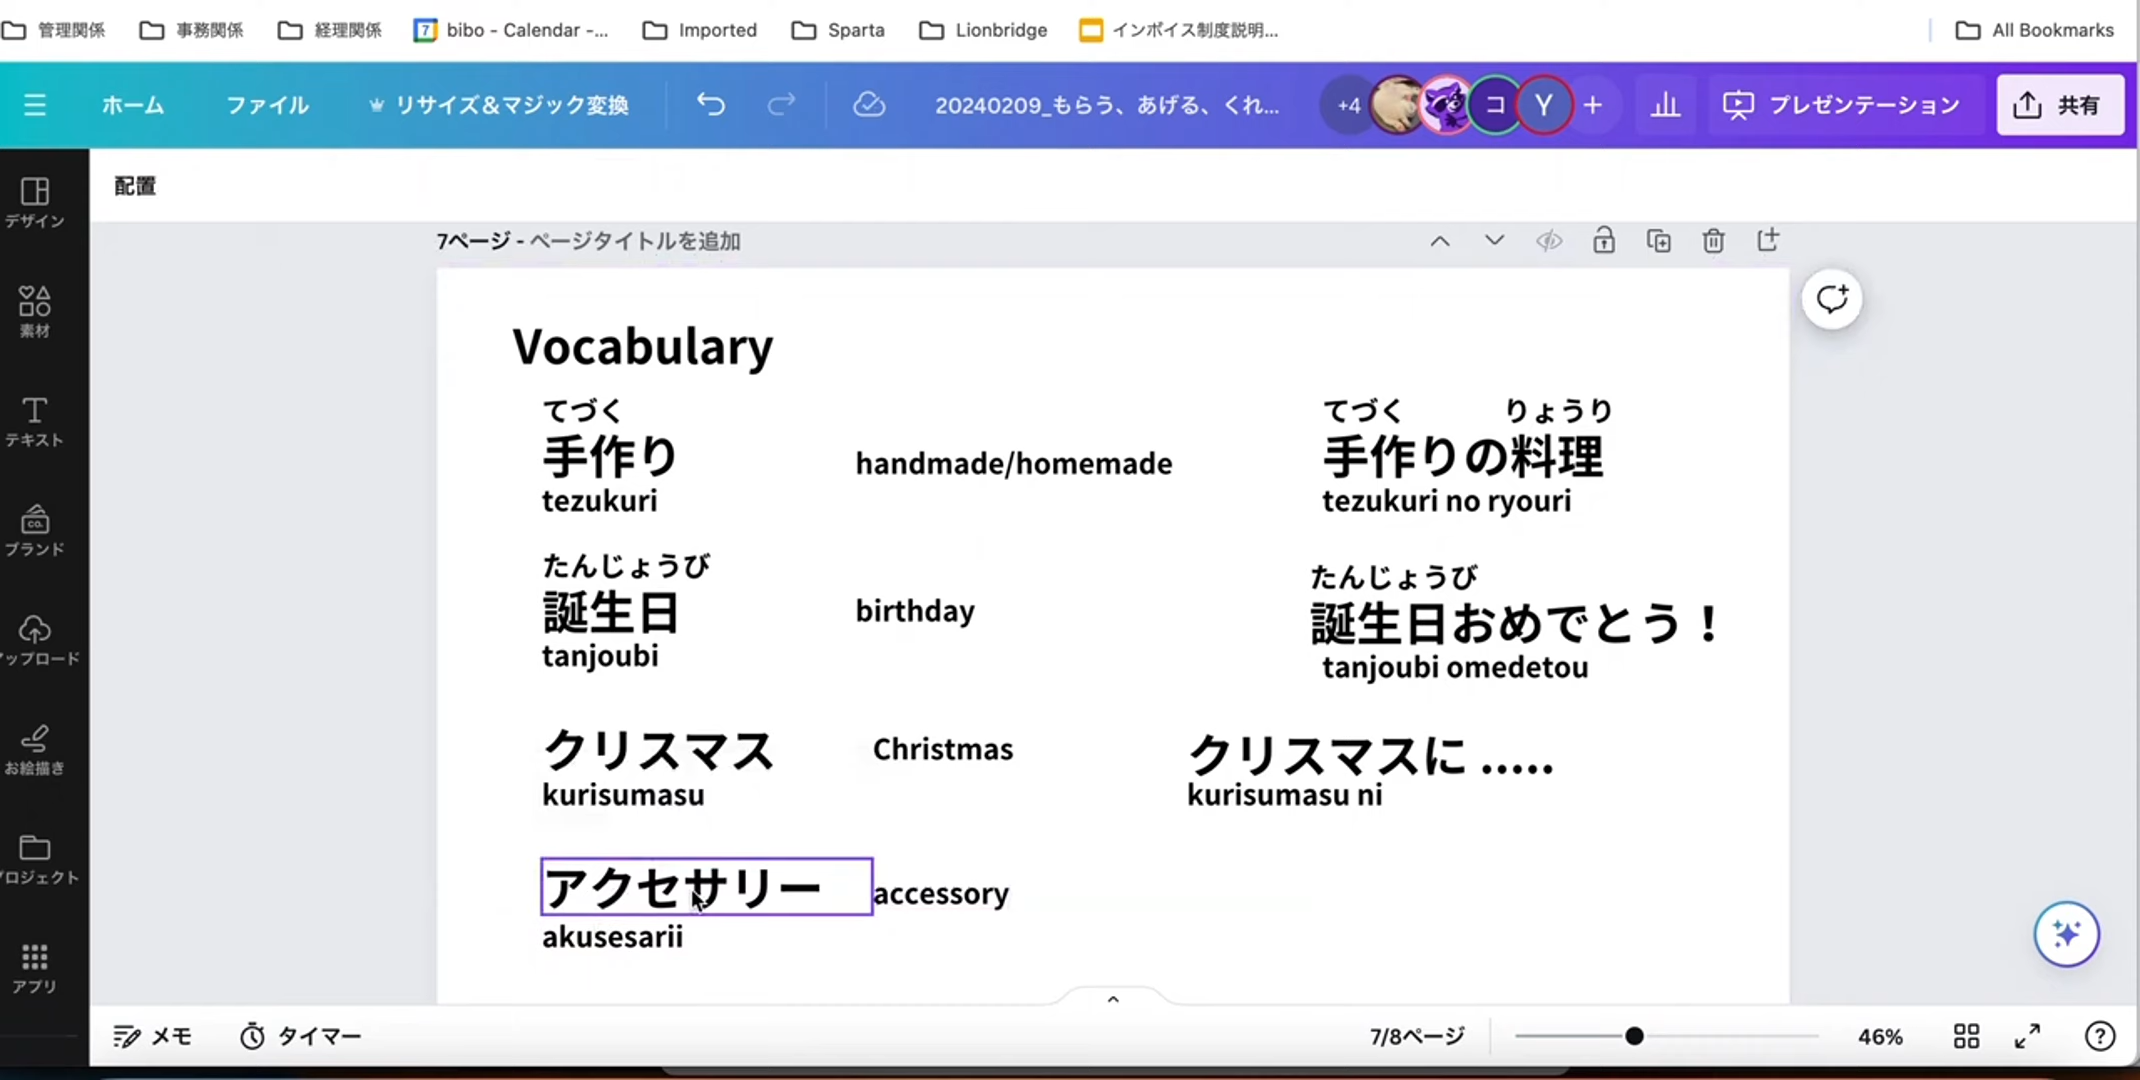 管理関係 事務関係 経理関係 7 bibo - Calendar -... Imported Sparta Lionbridge インボイス制度説明... All Bookmarks
ホーム ファイル リサイズ&マジック変換 20240209_もらう、あげる、くれ... +4 コ Y + プレゼンテーション 共有
配置
デザイン
素材
テキスト
CO.
ブランド
アップロード
お絵描き
プロジェクト
アプリ
7ページ - ページタイトルを追加
Vocabulary
てづく
手作り
tezukuri
handmade/homemade
てづく りょうり
手作りの料理
tezukuri no ryouri
たんじょうび
誕生日
tanjoubi
birthday
たんじょうび
誕生日おめでとう！
tanjoubi omedetou
クリスマス
kurisumasu
Christmas
クリスマスに .....
kurisumasu ni
アクセサリー
akusesarii
accessory
メモ タイマー 7/8ページ 46% ?